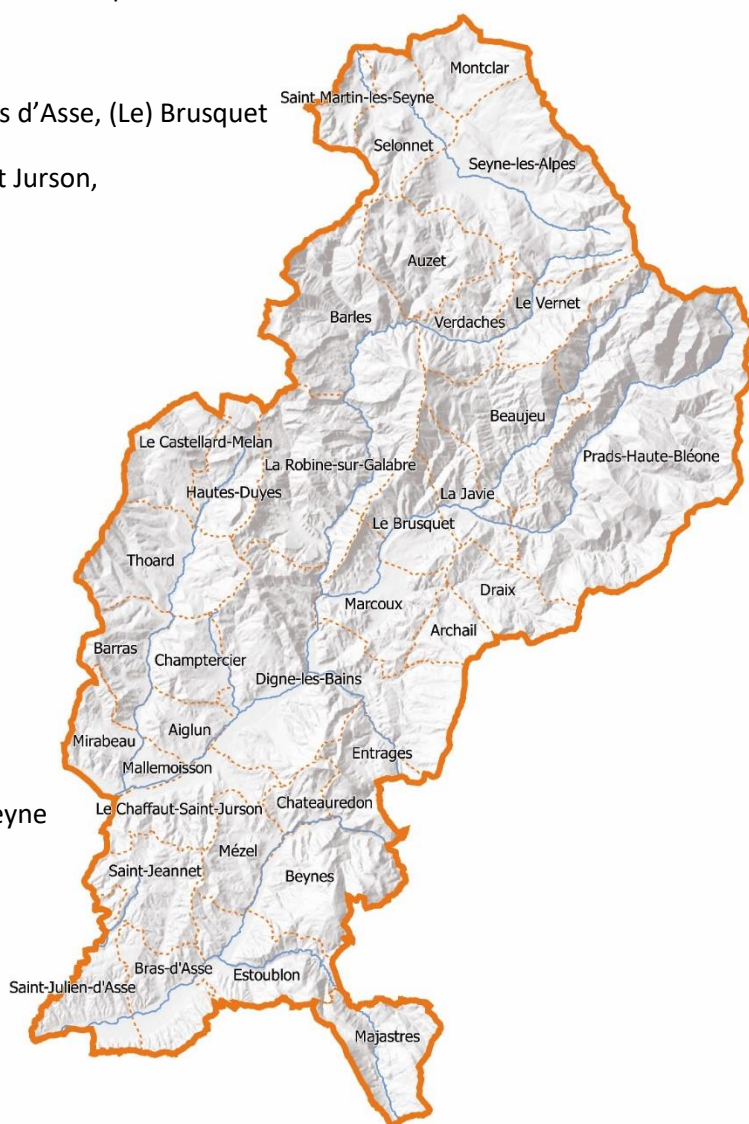 Montclar
Saint Martin-les-Seyne
s d’Asse, (Le) Brusquet
Selonnet
Seyne-les-Alpes
t Jurson,
Auzet
Le Vernet
Barles
Verdaches
Beaujeu
Le Castellard-Melan
Prads-Haute-Bléone
La Robine-sur-Galabre
Hautes-Duyes
La Javie
Le Brusquet
Thoard
Draix
Marcoux
Archail
Barras
Champtercier
Digne-les-Bains
Aiglun
Mirabeau
Entrages
Mallemoisson
Chateauredon
Le Chaffaut-Saint-Jurson
eyne
Mézel
Saint-Jeannet
Beynes
Bras-d'Asse
Estoublon
Saint-Julien-d'Asse
Majastres